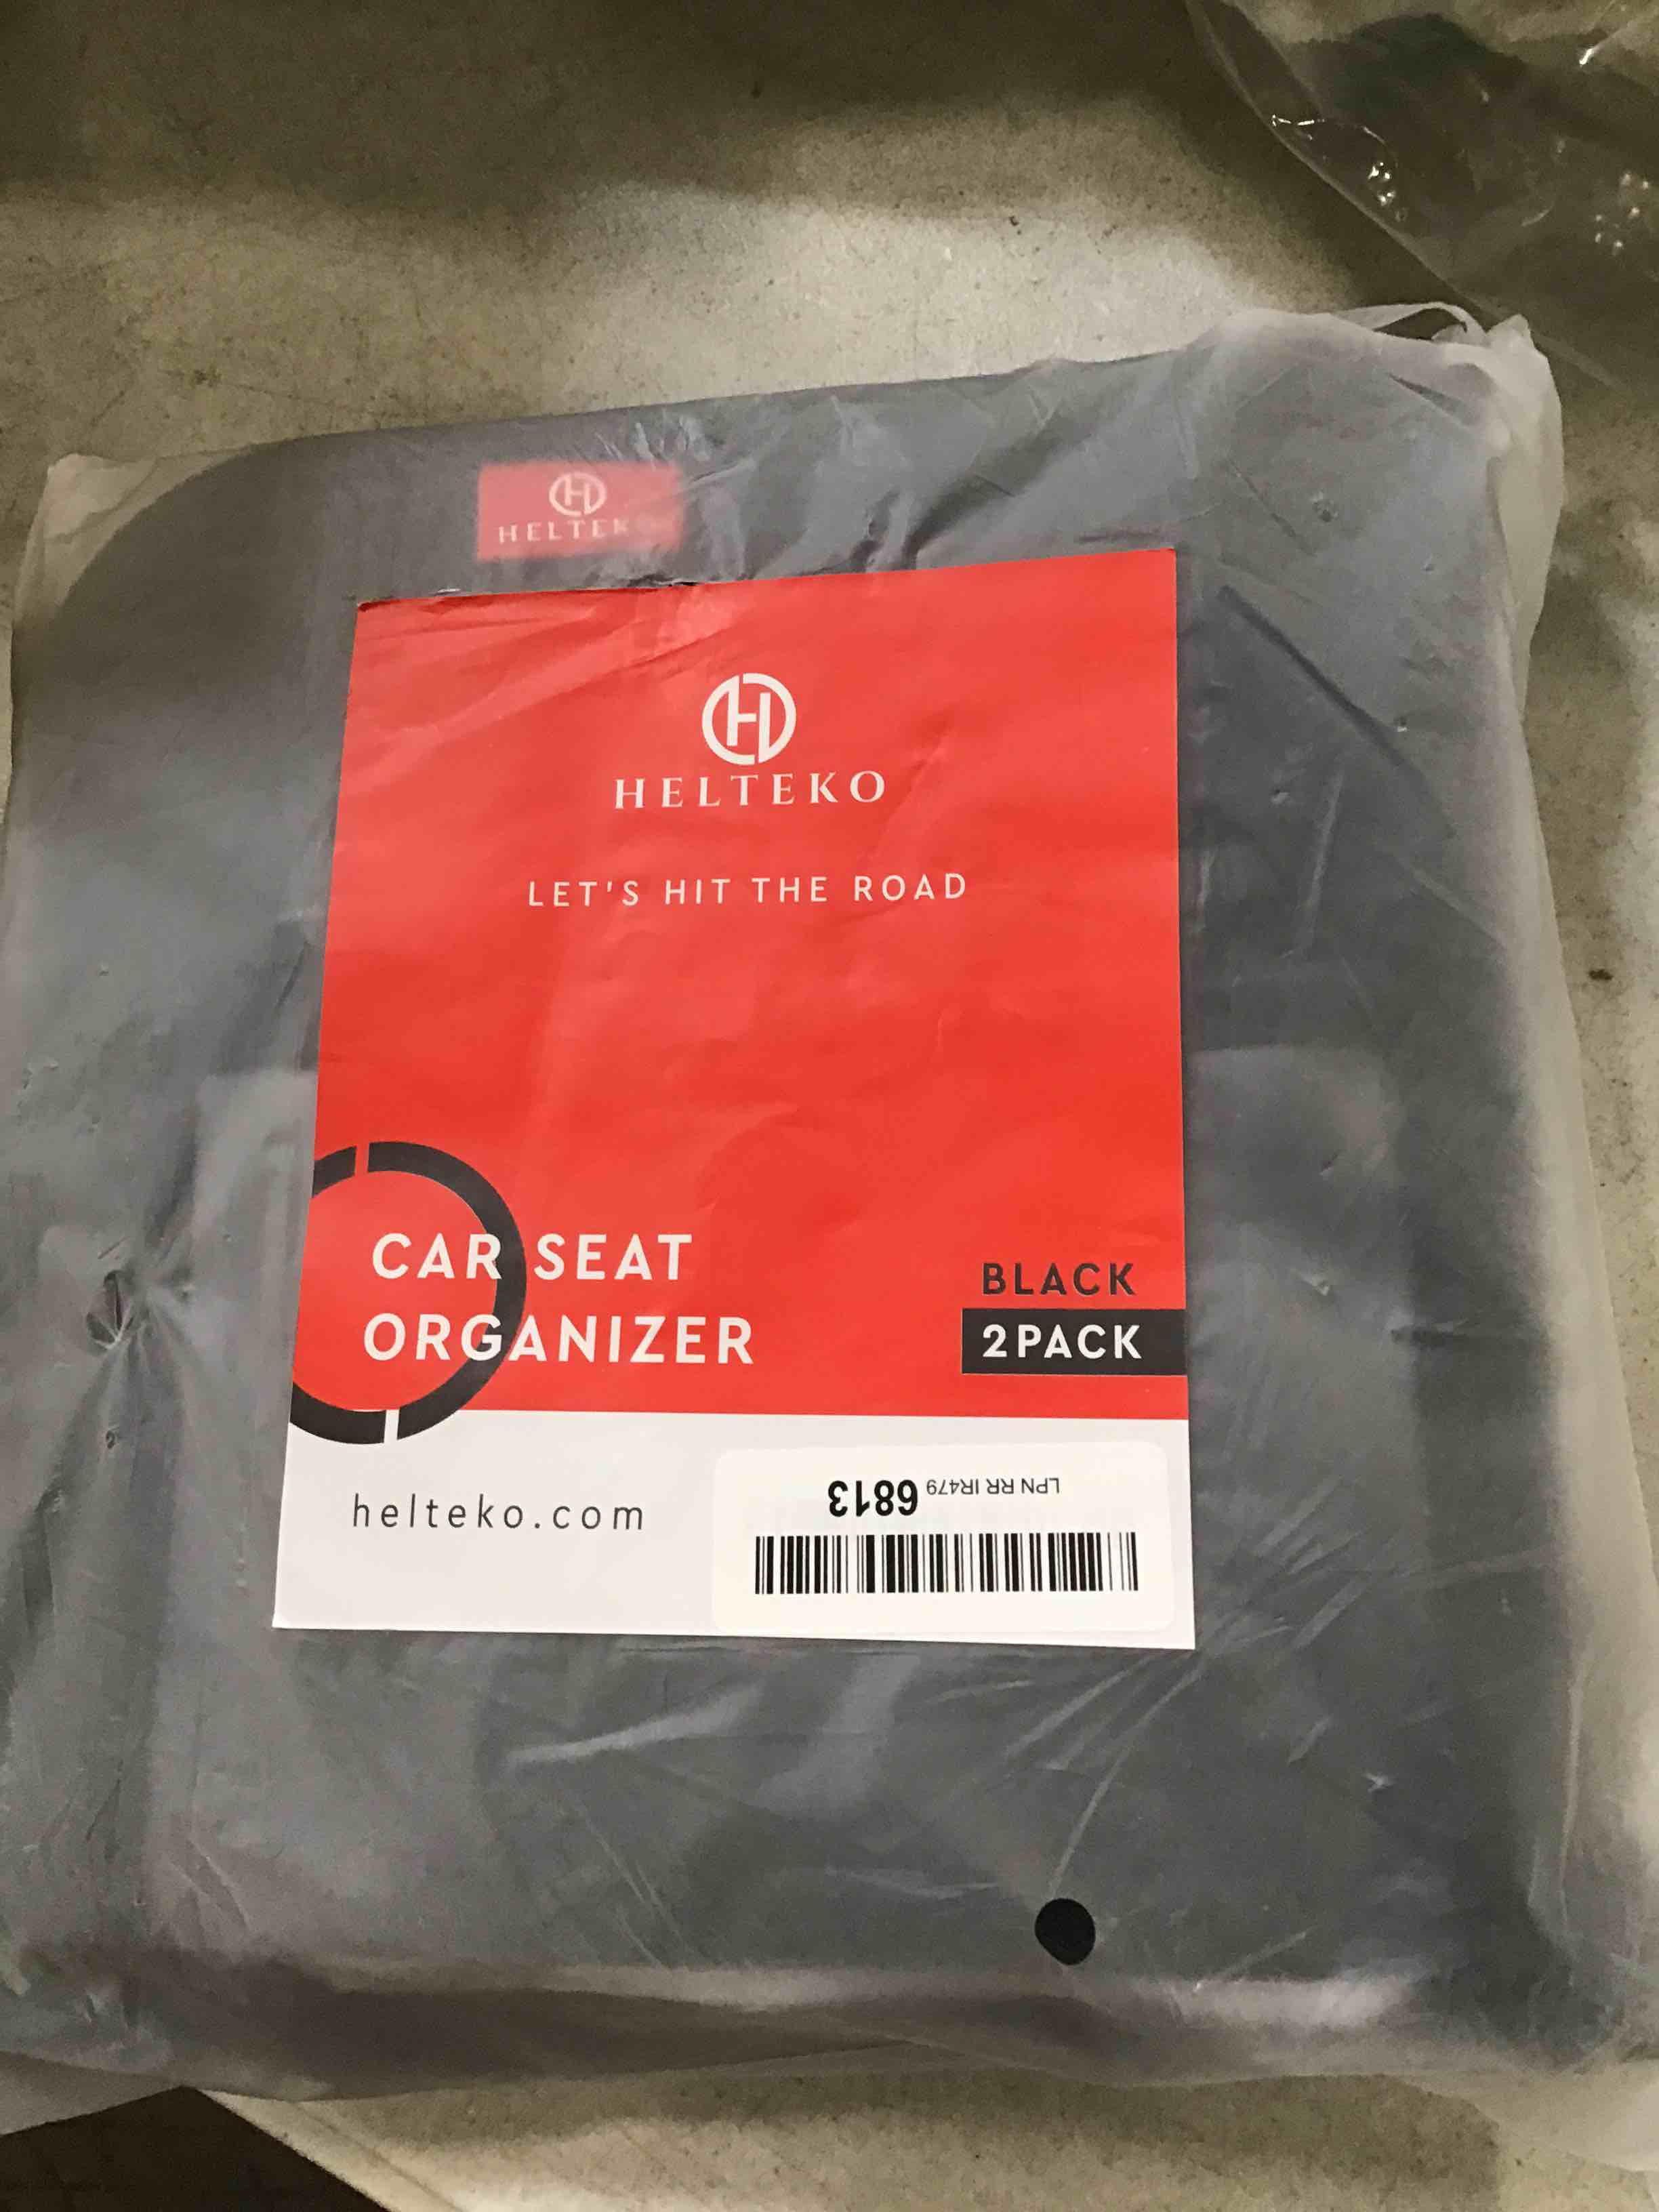 HELTEKO
HELTEKO
LET'S HIT THE ROAD
CAR SEAT
ORGANIZER
BLACK
2PACK
helteko.com
LPN RR IR479 6813